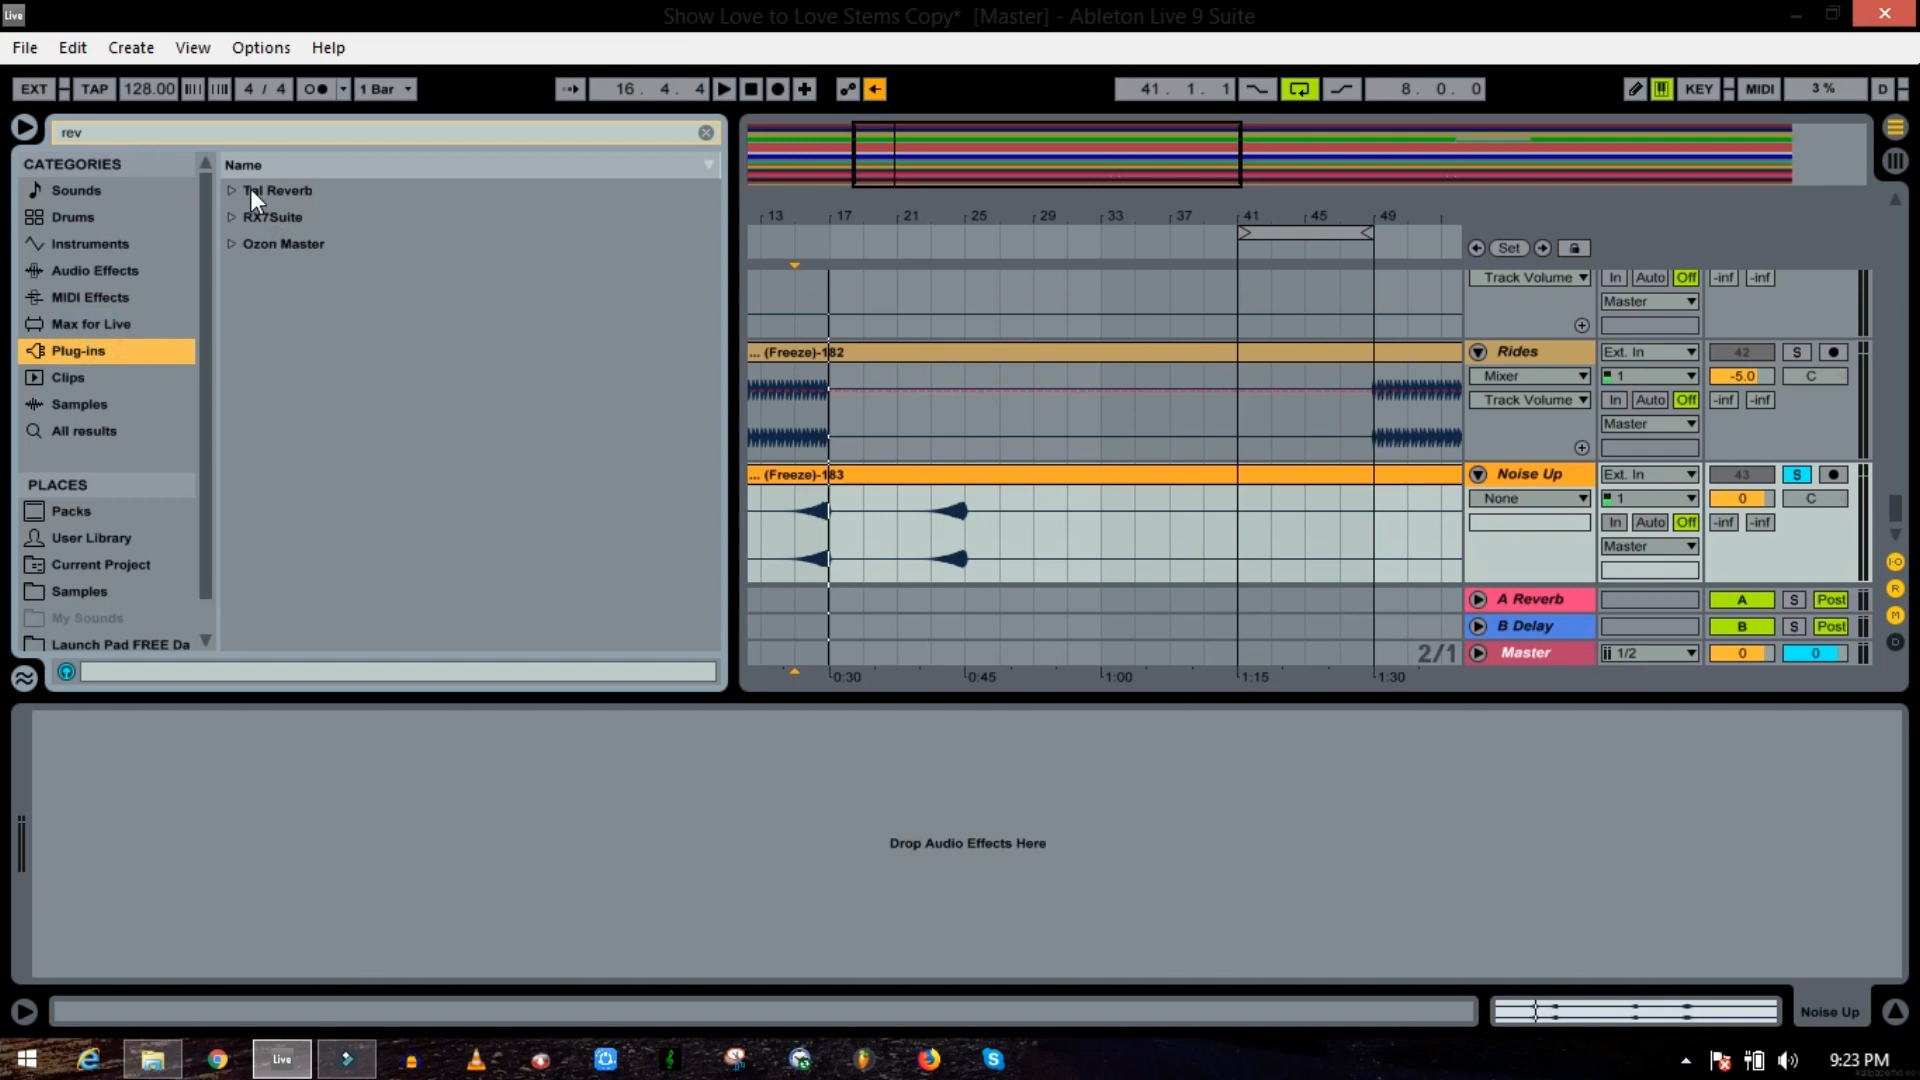 Live
Show Love to Love Stems Copy* [Master] - Ableton Live 9 Suite
File Edit Create View Options Help
EXT TAP 128.00 4 / 4 1 Bar 16. 4. 4 41. 1. 1 8. 0. 0 KEY MIDI 3 % D
rev
CATEGORIES
Sounds
Drums
Instruments
Audio Effects
MIDI Effects
Max for Live
Plug-ins
Clips
Samples
All results
PLACES
Packs
User Library
Current Project
Samples
My Sounds
Launch Pad FREE Da
Name
Tal Reverb
RX7Suite
Ozon Master
13 17 21 25 29 33 37 41 45 49
Set
Track Volume In Auto Off -inf -inf
Master
... (Freeze)-182 Rides Ext. In 42 S
Mixer 1 -5.0 C
Track Volume In Auto Off -inf -inf
Master
... (Freeze)-183 Noise Up Ext. In 43 S
None 1 0 C
In Auto Off -inf -inf
Master
A Reverb A S Post
B Delay B S Post
2/1 Master 1/2 0 0
0:30 0:45 1:00 1:15 1:30
I-O
R
M
D
Drop Audio Effects Here
Noise Up
Live
9:23 PM